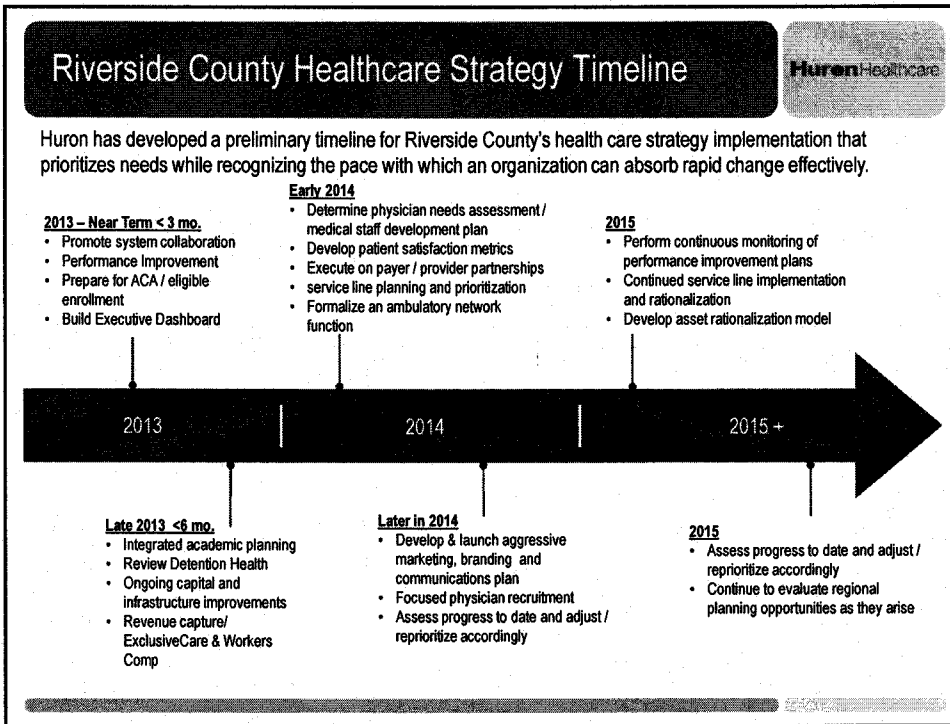 Riverside County Healthcare Strategy Timeline
HuronHealthcare
Huron has developed a preliminary timeline for Riverside County's health care strategy implementation that
prioritizes needs while recognizing the pace with which an organization can absorb rapid change effectively.
2013 – Near Term < 3 mo.
• Promote system collaboration
• Performance Improvement
• Prepare for ACA / eligible
enrollment
• Build Executive Dashboard
Early 2014
• Determine physician needs assessment /
medical staff development plan
• Develop patient satisfaction metrics
• Execute on payer / provider partnerships
• service line planning and prioritization
• Formalize an ambulatory network
function
2015
• Perform continuous monitoring of
performance improvement plans
• Continued service line implementation
and rationalization
• Develop asset rationalization model
2013
2014
2015 +
Late 2013 <6 mo.
• Integrated academic planning
• Review Detention Health
• Ongoing capital and
infrastructure improvements
• Revenue capture/
ExclusiveCare & Workers
Comp
Later in 2014
• Develop & launch aggressive
marketing, branding and
communications plan
• Focused physician recruitment
• Assess progress to date and adjust /
reprioritize accordingly
2015
• Assess progress to date and adjust /
reprioritize accordingly
• Continue to evaluate regional
planning opportunities as they arise